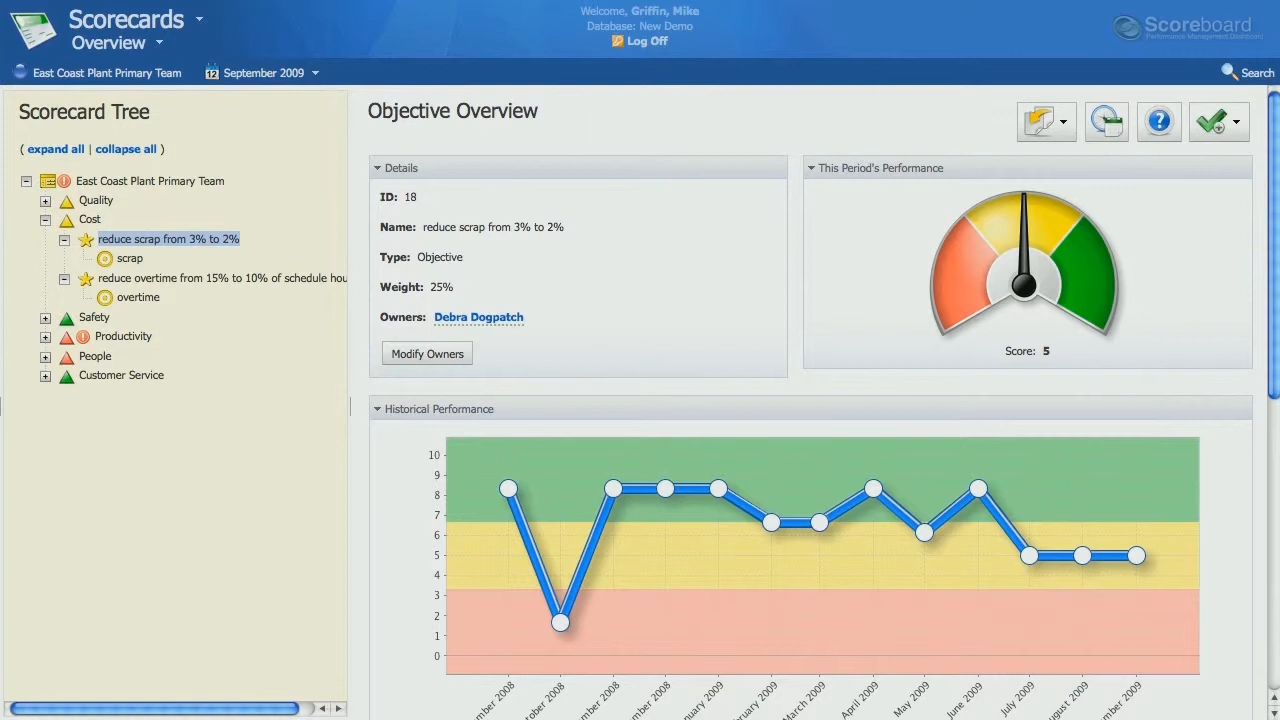 Scorecards
Overview
Welcome, Griffin, Mike
Database: New Demo
Log Off
Scoreboard
Performance Management Dashboard
East Coast Plant Primary Team
12
September 2009
Search
Scorecard Tree
( expand all | collapse all )
East Coast Plant Primary Team
Quality
Cost
reduce scrap from 3% to 2%
scrap
reduce overtime from 15% to 10% of schedule hou
overtime
Safety
Productivity
People
Customer Service
Objective Overview
Details
ID: 18
Name: reduce scrap from 3% to 2%
Type: Objective
Weight: 25%
Owners: Debra Dogpatch
Modify Owners
This Period's Performance
Score: 5
Historical Performance
10
9
8
7
6
5
4
3
2
1
0
mber 2008
tober 2008
mber 2008
mber 2008
nuary 2009
ruary 2009
March 2009
April 2009
May 2009
June 2009
July 2009
ugust 2009
mber 2009